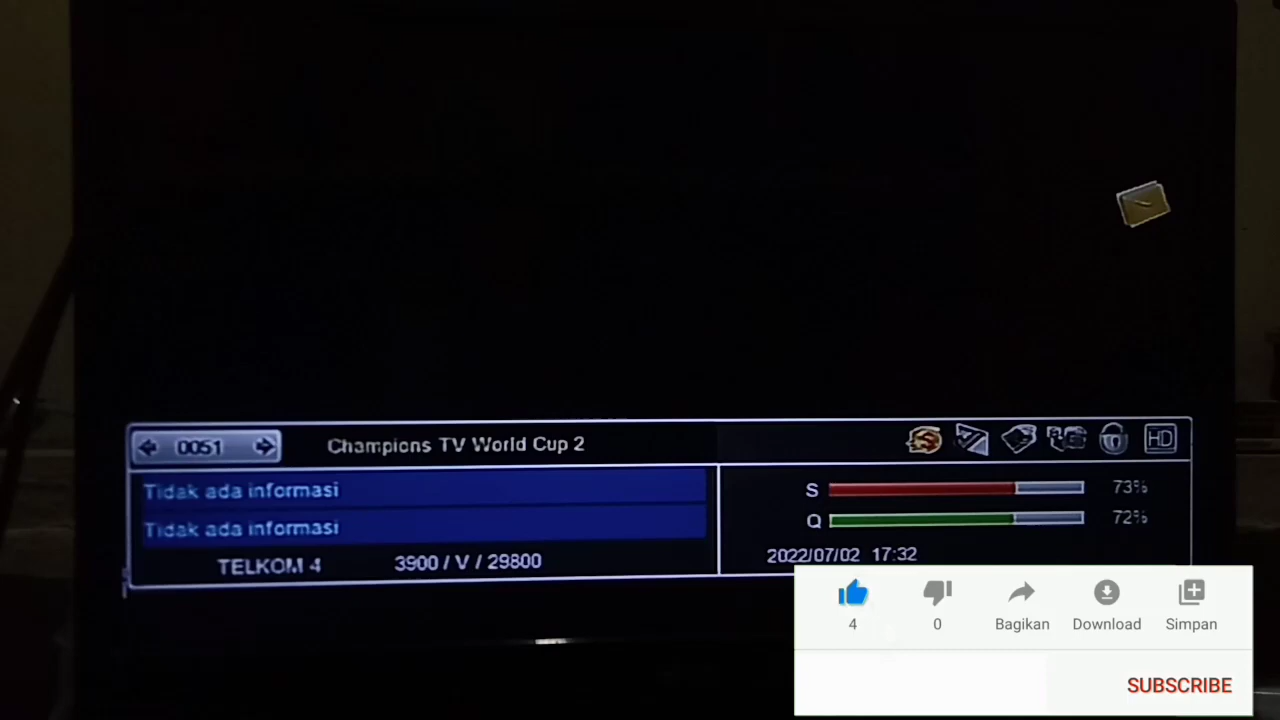 0051
Champions TV World Cup 2
HD
Tidak ada informasi
Tidak ada informasi
TELKOM 4
3900 / V / 29800
S 73%
Q 72%
2022/07/02 17:32
4 0 Bagikan Download Simpan
SUBSCRIBE